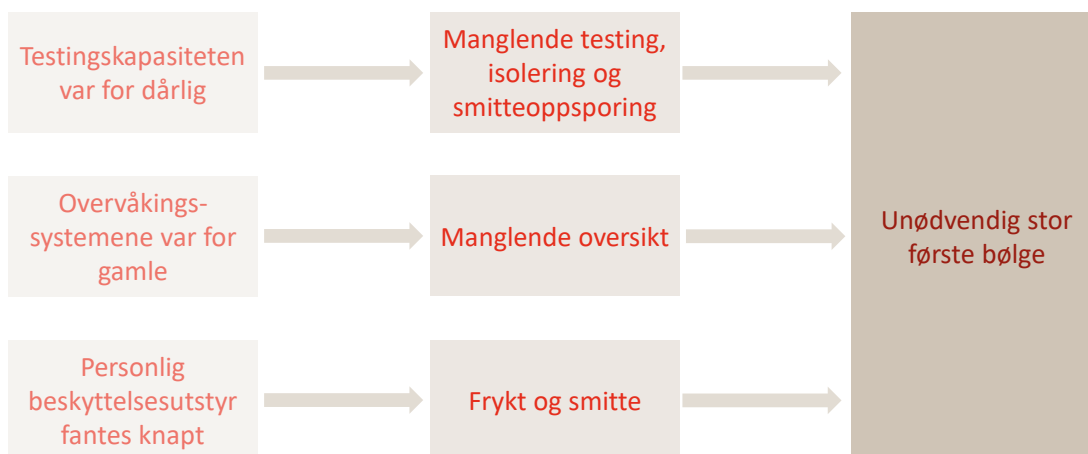 Testingskapasiteten
var for dårlig
Manglende testing,
isolering og
smitteoppsporing
Overvåkings-
systemene var for
gamle
Manglende oversikt
Unødvendig stor
første bølge
Personlig
beskyttelsesutstyr
fantes knapt
Frykt og smitte